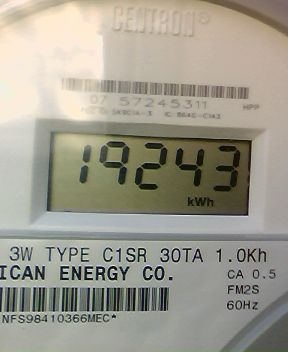 CENTRON®
07 57245311 HPP
19243
kWh
3W TYPE C1SR 30TA 1.0Kh
ICAN ENERGY CO. CA 0.5
FM2S
60Hz
NFS98410366MEC*